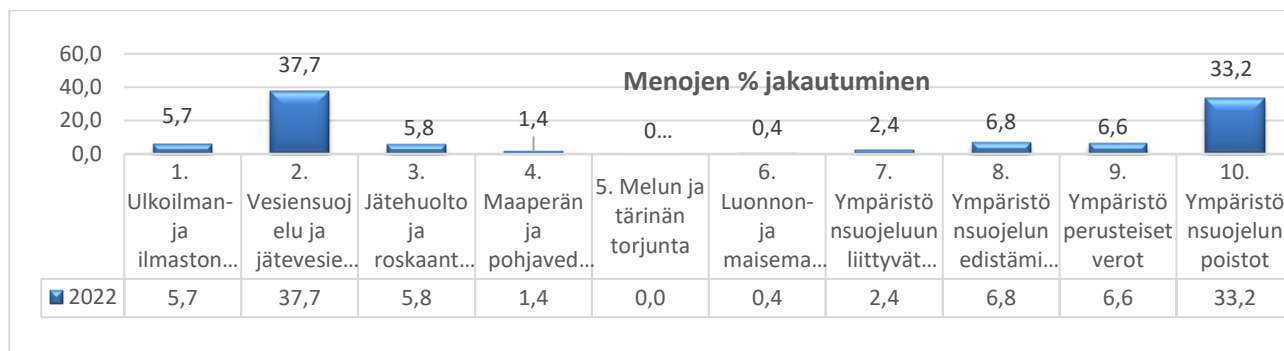 60,0
40,0
20,0
0,0
Menojen % jakautuminen
5,7
37,7
5,8
1,4
0...
0,4
2,4
6,8
6,6
33,2
1.
Ulkoilman-
ja
ilmaston...
2.
Vesiensuoj
elu ja
jätevesie...
3.
Jätehuolto
ja
roskaant...
4.
Maaperän
ja
pohjaved...
5. Melun ja
tärinän
torjunta
6.
Luonnon-
ja
maisema...
7.
Ympäristö
nsuojeluun
liittyvät...
8.
Ympäristö
nsuojelun
edistämi...
9.
Ympäristö
perusteiset
verot
10.
Ympäristö
nsuojelun
poistot
2022 5,7 37,7 5,8 1,4 0,0 0,4 2,4 6,8 6,6 33,2